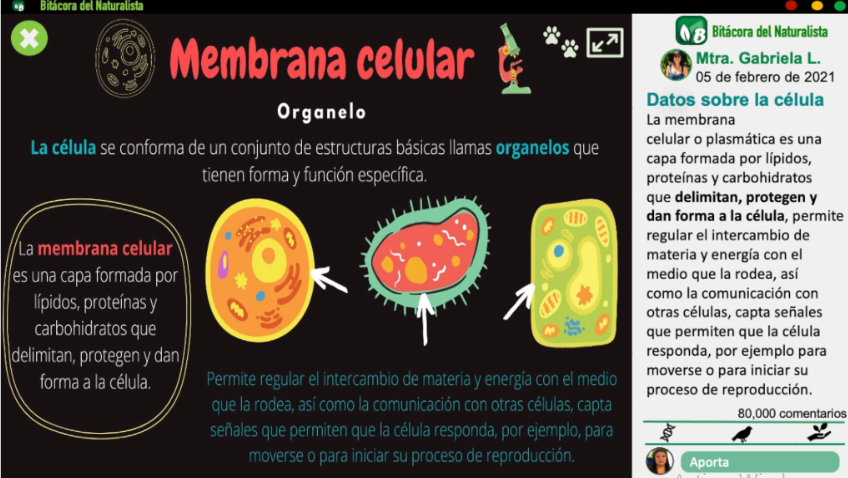 Bitácora del Naturalista
Membrana celular
Organelo
La célula se conforma de un conjunto de estructuras básicas llamas organelos que
tienen forma y función específica.
La membrana celular
es una capa formada por
lípidos, proteínas y
carbohidratos que
delimitan, protegen y dan
forma a la célula.
Permite regular el intercambio de materia y energía con el medio
que la rodea, así como la comunicación con otras células, capta
señales que permiten que la célula responda, por ejemplo, para
moverse o para iniciar su proceso de reproducción.
B Bitácora del Naturalista
Mtra. Gabriela L.
05 de febrero de 2021
Datos sobre la célula
La membrana
celular o plasmática es una
capa formada por lípidos,
proteínas y carbohidratos
que delimitan, protegen y
dan forma a la célula, permite
regular el intercambio de
materia y energía con el
medio que la rodea, así
como la comunicación con
otras células, capta señales
que permiten que la célula
responda, por ejemplo para
moverse o para iniciar su
proceso de reproducción.
80,000 comentarios
Aporta